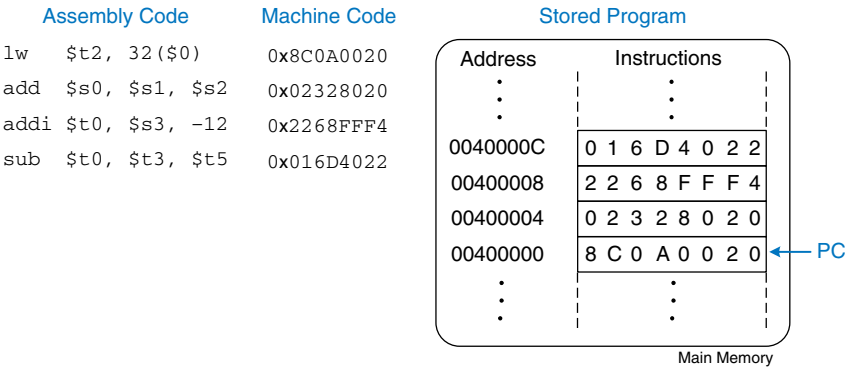 Assembly Code Machine Code Stored Program
lw $t2, 32($0) 0x8C0A0020
add $s0, $s1, $s2 0x02328020
addi $t0, $s3, –12 0x2268FFF4
sub $t0, $t3, $t5 0x016D4022
Address Instructions
0040000C 0 1 6 D 4 0 2 2
00400008 2 2 6 8 F F F 4
00400004 0 2 3 2 8 0 2 0
00400000 8 C 0 A 0 0 2 0 PC
Main Memory